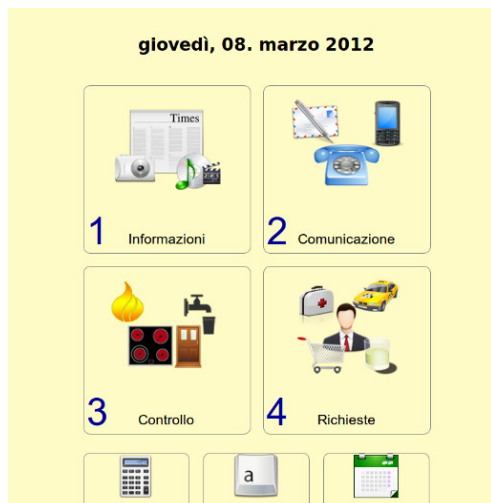 giovedì, 08. marzo 2012
Times
1 Informazioni
2 Comunicazione
3 Controllo
4 Richieste
a